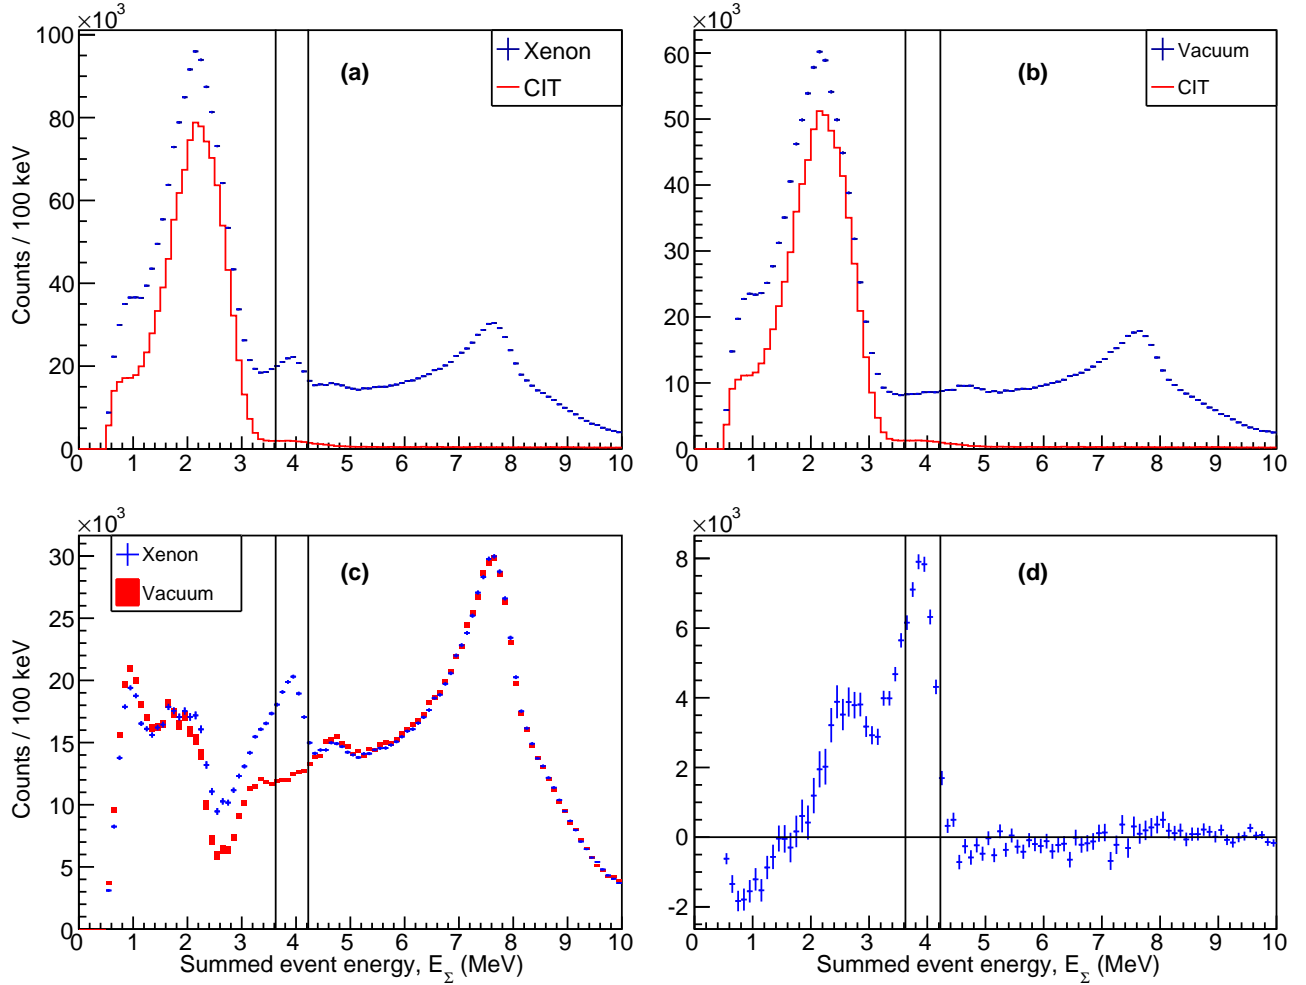 ×10³
100
80
60
40
20
0
0 1 2 3 4 5 6 7 8 9 10
Counts / 100 keV
(a)
Xenon
CIT
×10³
60
50
40
30
20
10
0
0 1 2 3 4 5 6 7 8 9 10
(b)
Vacuum
CIT
×10³
30
25
20
15
10
5
0
0 1 2 3 4 5 6 7 8 9 10
Counts / 100 keV
Summed event energy, E_Σ (MeV)
Xenon
Vacuum
(c)
×10³
8
6
4
2
0
-2
0 1 2 3 4 5 6 7 8 9 10
Summed event energy, E_Σ (MeV)
(d)